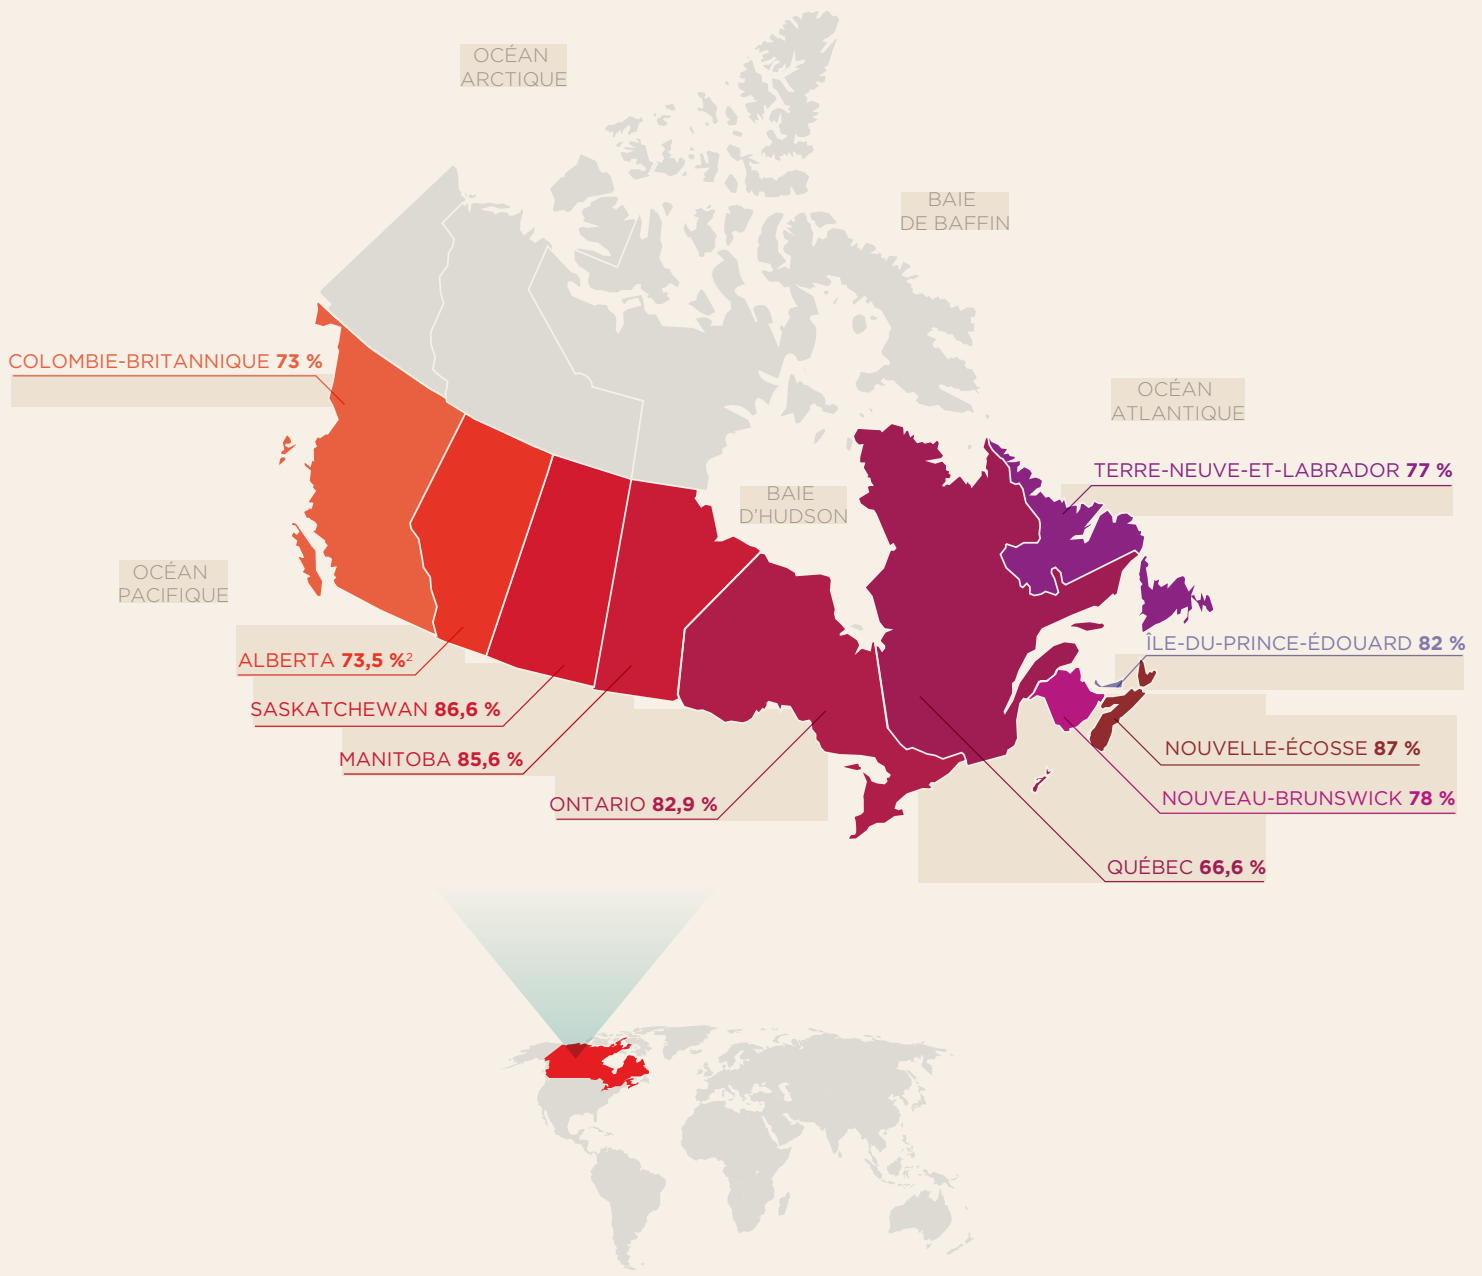 OCÉAN
ARCTIQUE
BAIE
DE BAFFIN
COLOMBIE-BRITANNIQUE 73 %
OCÉAN
ATLANTIQUE
TERRE-NEUVE-ET-LABRADOR 77 %
BAIE
D'HUDSON
OCÉAN
PACIFIQUE
ÎLE-DU-PRINCE-ÉDOUARD 82 %
ALBERTA 73,5 %²
SASKATCHEWAN 86,6 %
NOUVELLE-ÉCOSSE 87 %
MANITOBA 85,6 %
NOUVEAU-BRUNSWICK 78 %
ONTARIO 82,9 %
QUÉBEC 66,6 %